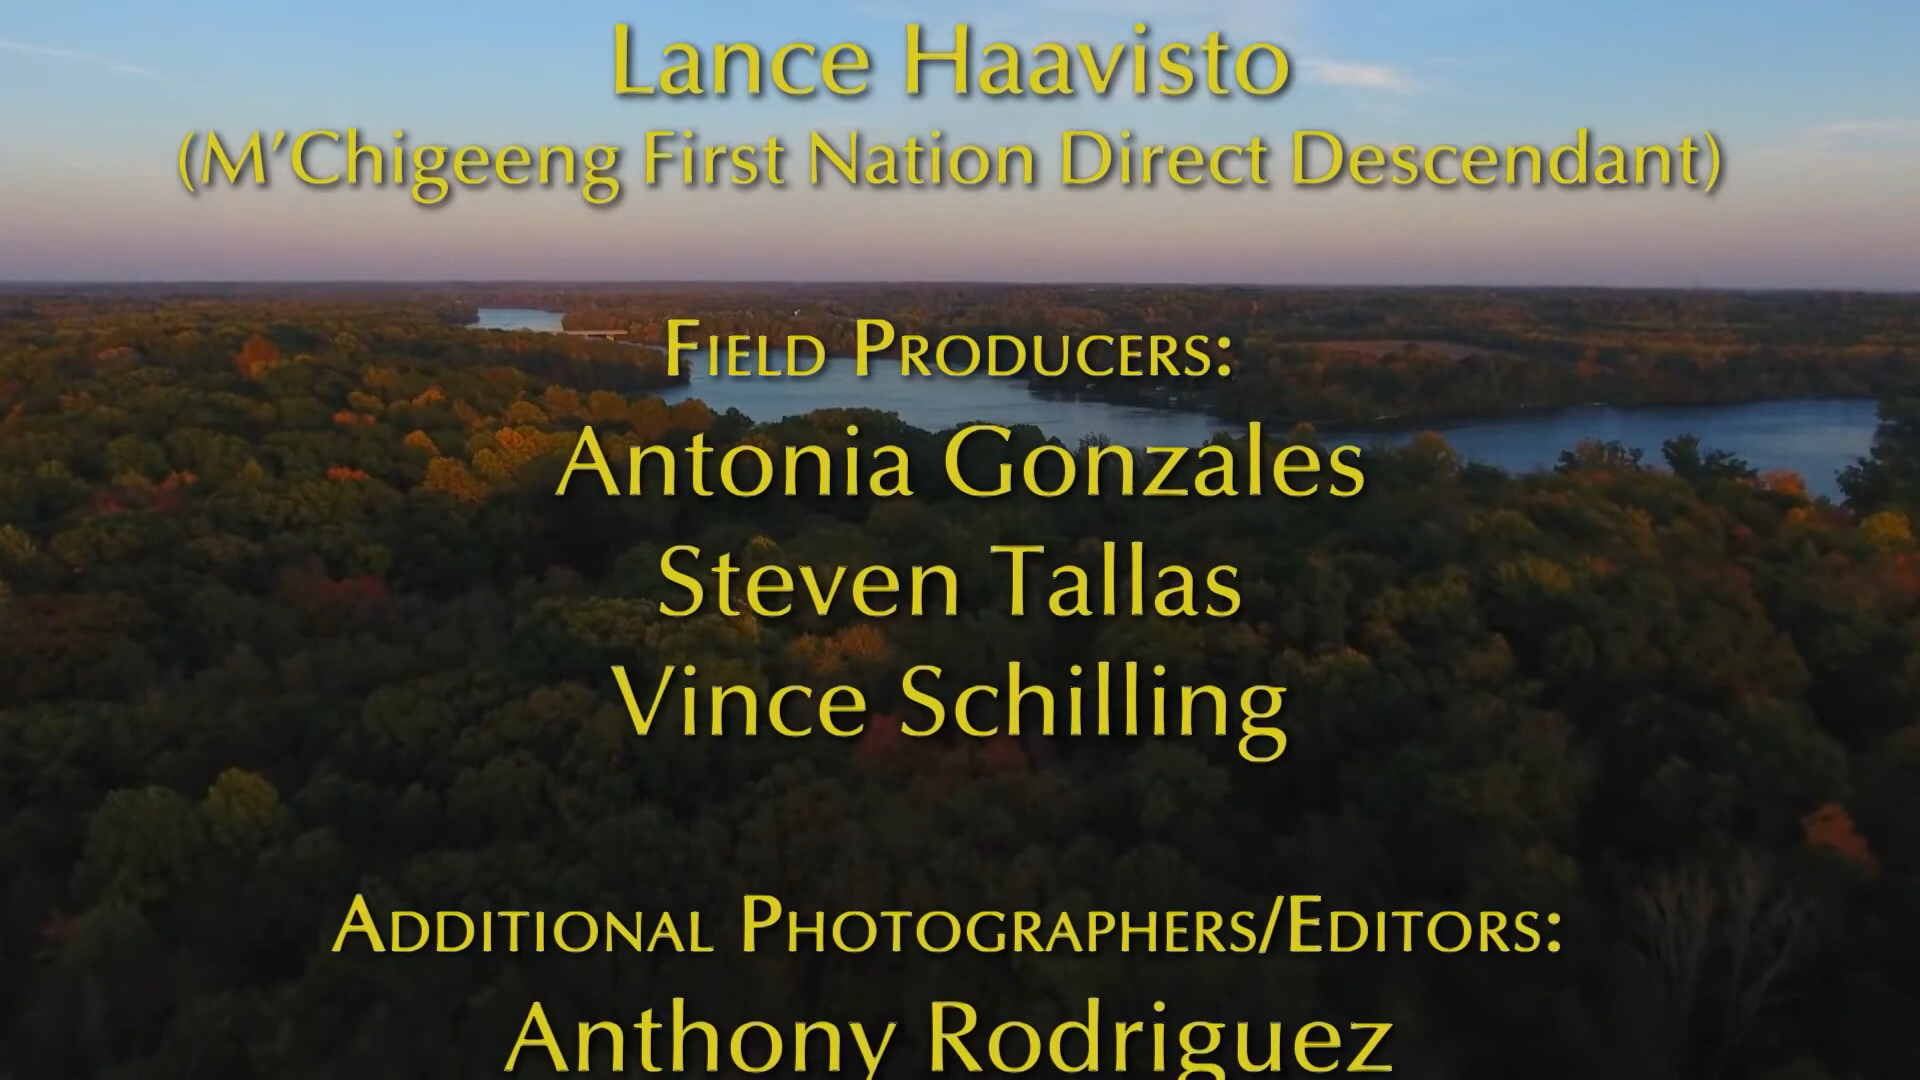 Lance Haavisto
(M’Chigeeng First Nation Direct Descendant)
Field Producers:
Antonia Gonzales
Steven Tallas
Vince Schilling
Additional Photographers/Editors:
Anthony Rodriguez